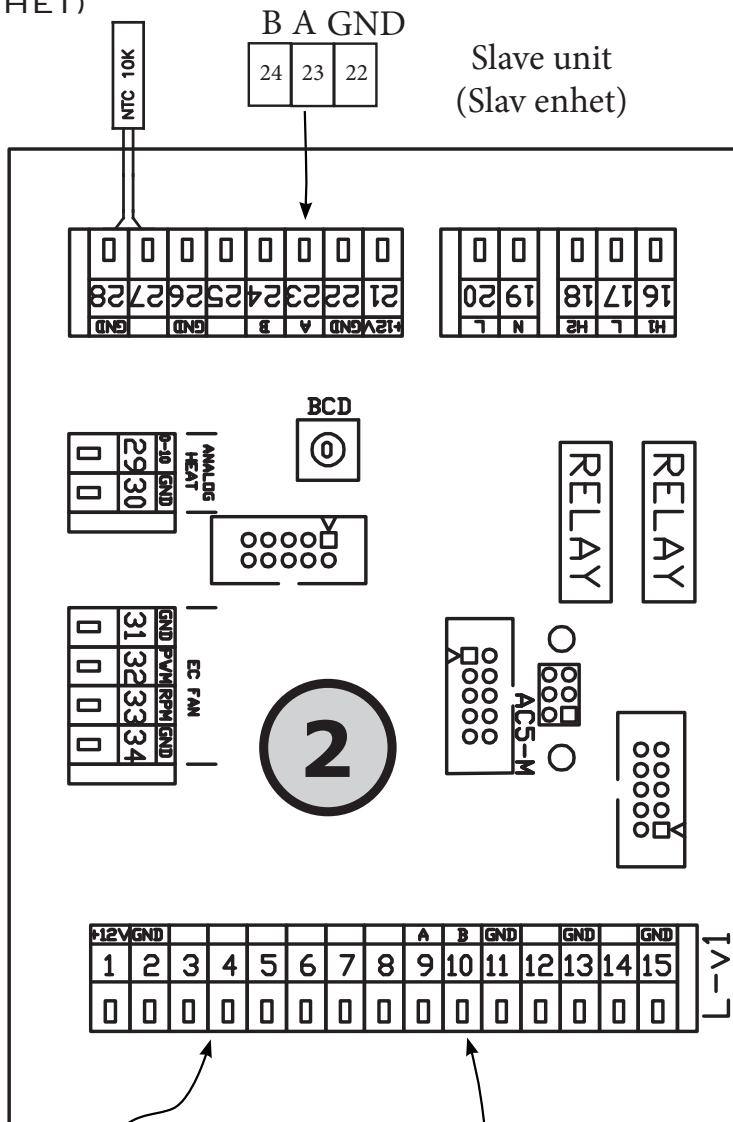 HET)
B A GND
24 23 22
Slave unit
(Slav enhet)
NTC 10K
28 27 26 25 24 23 22 21
GND GND B A GND +12V
20 19 18 17 16
L N H2 L H1
BCD
0
29 0-10
30 GND
ANALOG
HEAT
RELAY
RELAY
31 GND
32 PWM
33 RPM
34 GND
EC FAN
2
AC5-M
+12V GND A B GND GND GND
1 2 3 4 5 6 7 8 9 10 11 12 13 14 15
L-v1